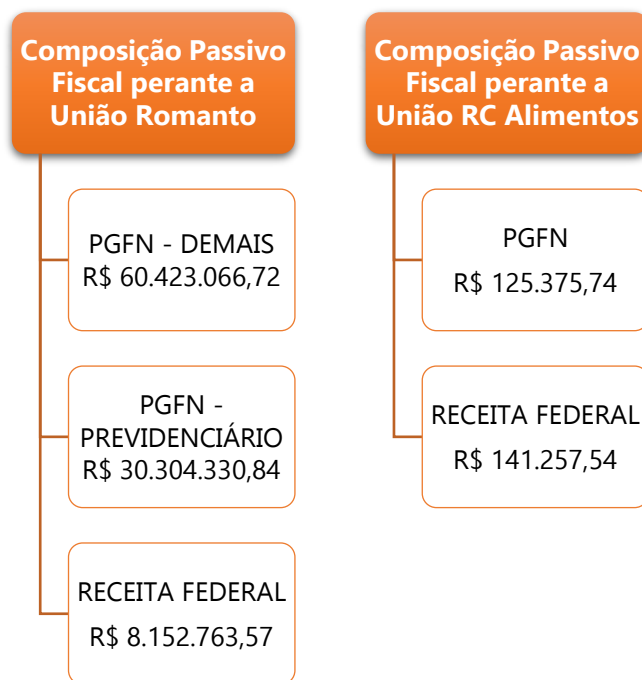 Composição Passivo
Fiscal perante a
União Romanto
PGFN - DEMAIS
R$ 60.423.066,72
PGFN -
PREVIDENCIÁRIO
R$ 30.304.330,84
RECEITA FEDERAL
R$ 8.152.763,57
Composição Passivo
Fiscal perante a
União RC Alimentos
PGFN
R$ 125.375,74
RECEITA FEDERAL
R$ 141.257,54